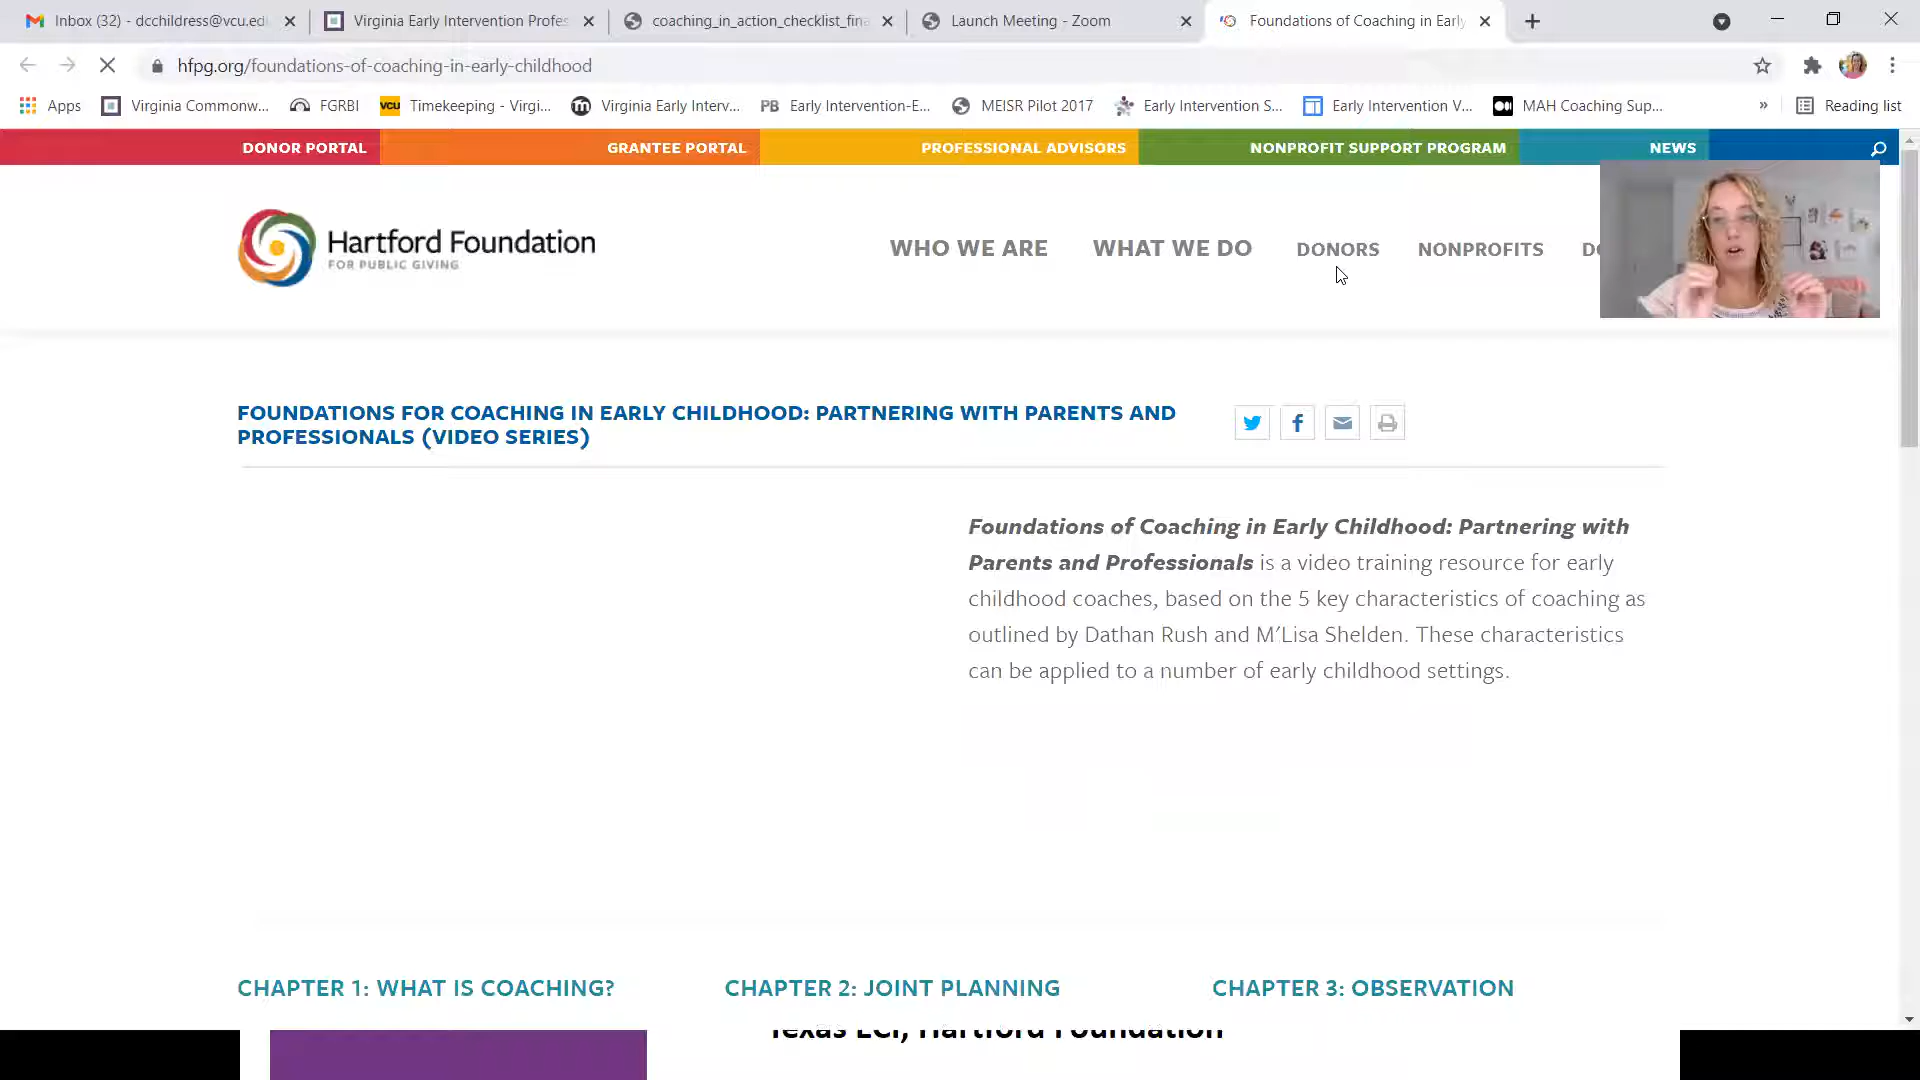 Inbox (32) - dcchildress@vcu.ed
Virginia Early Intervention Profes
coaching_in_action_checklist_fina
Launch Meeting - Zoom
Foundations of Coaching in Early
hfpg.org/foundations-of-coaching-in-early-childhood
Apps
Virginia Commonw...
FGRBI
VCU
Timekeeping - Virgi...
Virginia Early Interv...
PB
Early Intervention-E...
MEISR Pilot 2017
Early Intervention S...
Early Intervention V...
MAH Coaching Sup...
»
Reading list
DONOR PORTAL
GRANTEE PORTAL
PROFESSIONAL ADVISORS
NONPROFIT SUPPORT PROGRAM
NEWS
Hartford Foundation
FOR PUBLIC GIVING
WHO WE ARE
WHAT WE DO
DONORS
NONPROFITS
FOUNDATIONS FOR COACHING IN EARLY CHILDHOOD: PARTNERING WITH PARENTS AND
PROFESSIONALS (VIDEO SERIES)
Foundations of Coaching in Early Childhood: Partnering with
Parents and Professionals is a video training resource for early
childhood coaches, based on the 5 key characteristics of coaching as
outlined by Dathan Rush and M'Lisa Shelden. These characteristics
can be applied to a number of early childhood settings.
CHAPTER 1: WHAT IS COACHING?
CHAPTER 2: JOINT PLANNING
CHAPTER 3: OBSERVATION
Texas ECI, Hartford Foundation